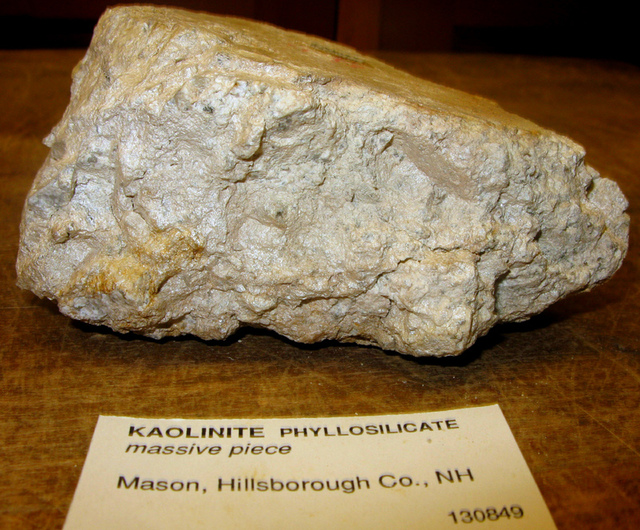 KAOLINITE PHYLLOSILICATE
massive piece
Mason, Hillsborough Co., NH
130849